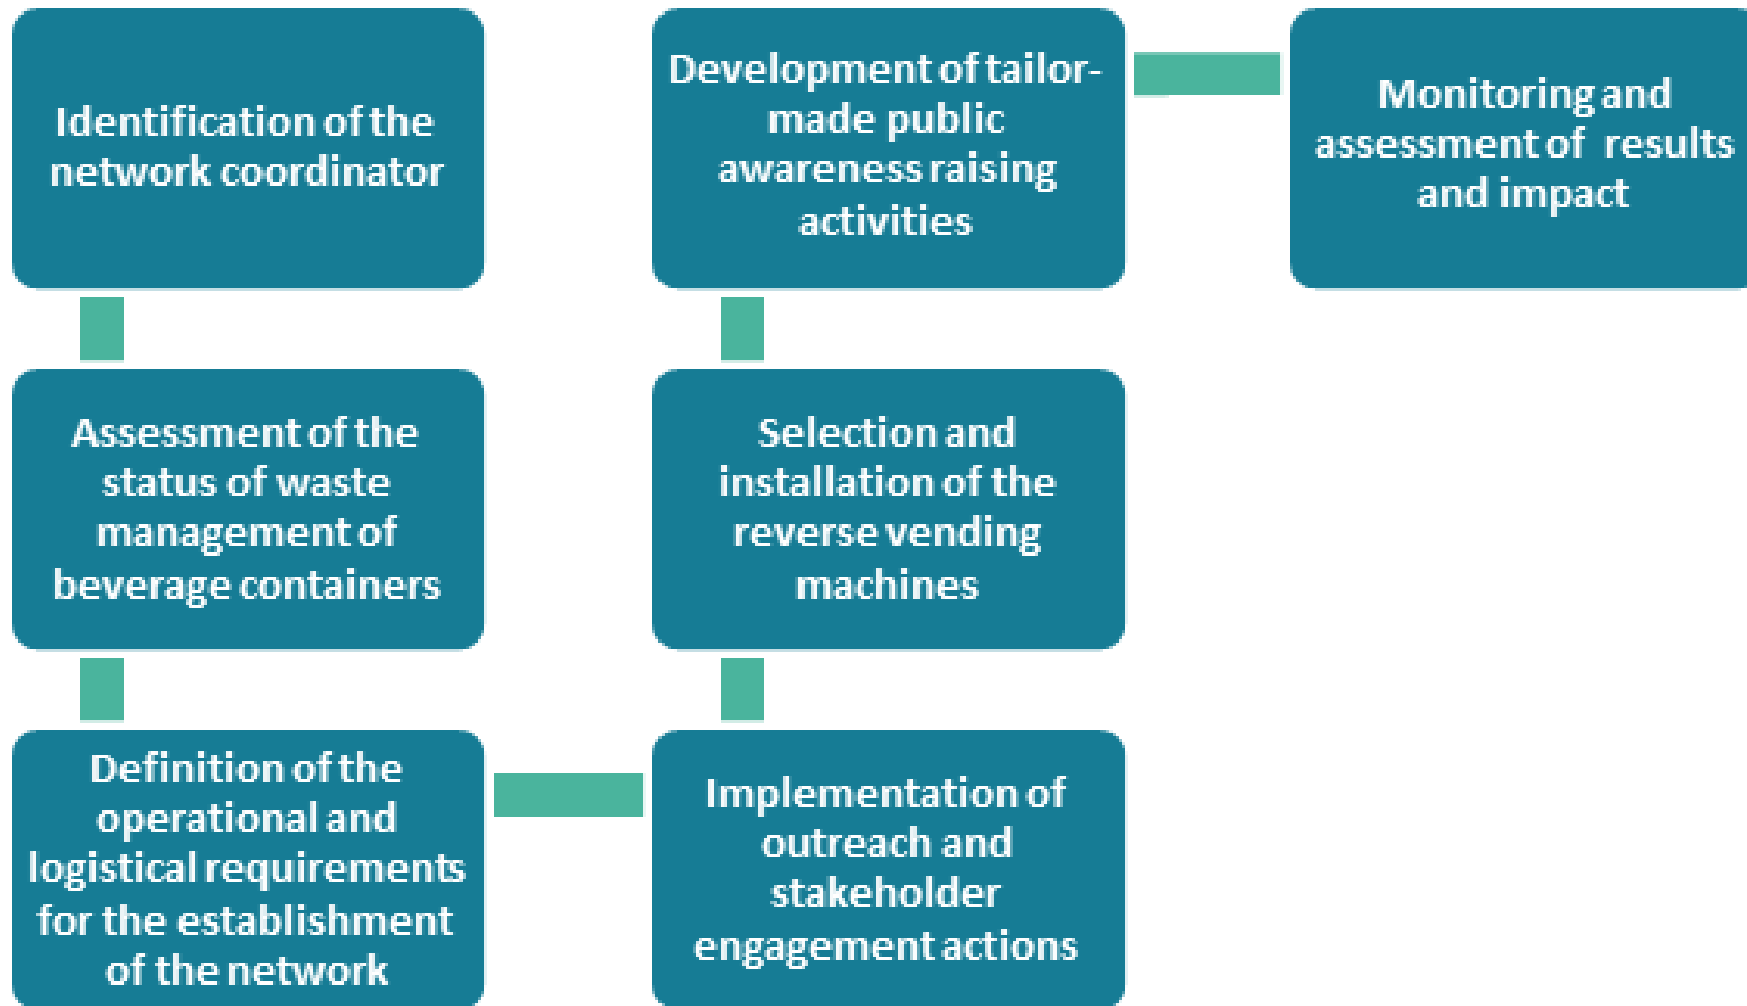 Identification of the
network coordinator
Assessment of the
status of waste
management of
beverage containers
Definition of the
operational and
logistical requirements
for the establishment
of the network
Implementation of
outreach and
stakeholder
engagement actions
Selection and
installation of the
reverse vending
machines
Development of tailor-
made public
awareness raising
activities
Monitoring and
assessment of results
and impact